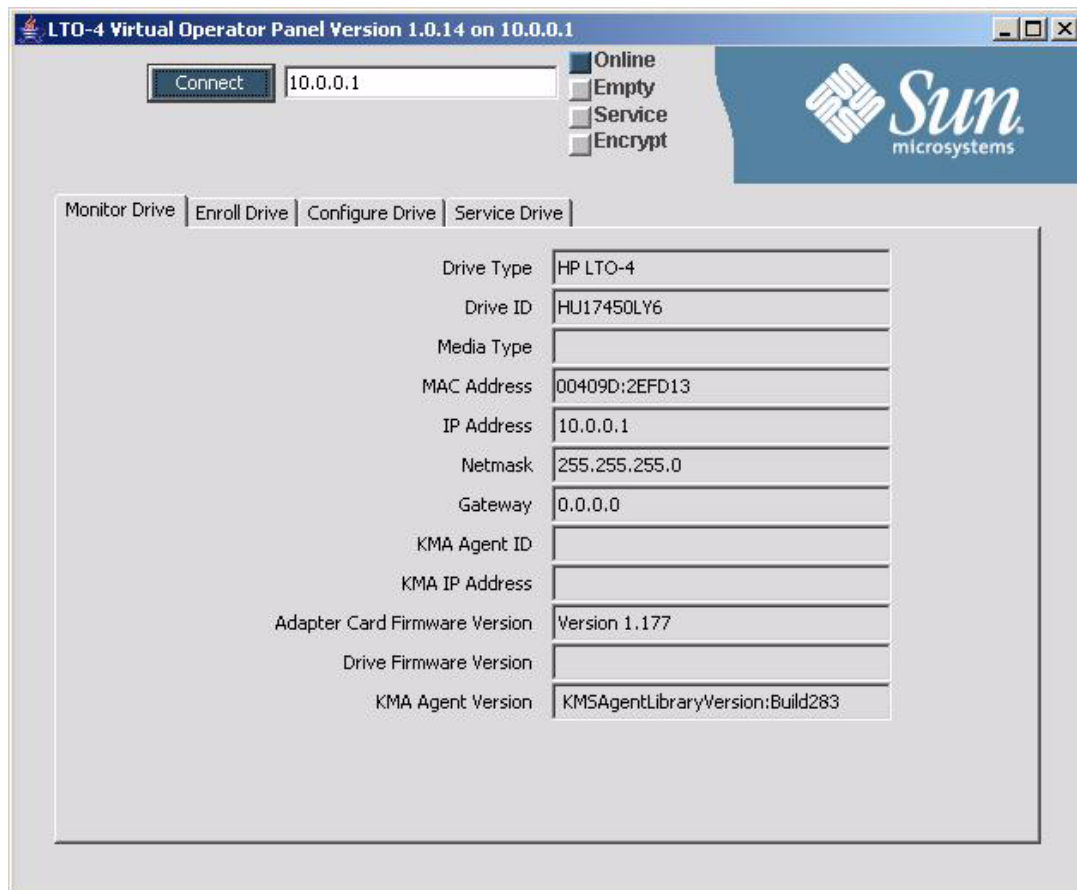 LTO-4 Virtual Operator Panel Version 1.0.14 on 10.0.0.1
Connect 10.0.0.1
Online
Empty
Service
Encrypt
Sun.
microsystems
Monitor Drive Enroll Drive Configure Drive Service Drive
Drive Type HP LTO-4
Drive ID HU17450LY6
Media Type
MAC Address 00409D:2EFD13
IP Address 10.0.0.1
Netmask 255.255.255.0
Gateway 0.0.0.0
KMA Agent ID
KMA IP Address
Adapter Card Firmware Version Version 1.177
Drive Firmware Version
KMA Agent Version KMSAgentLibraryVersion:Build283